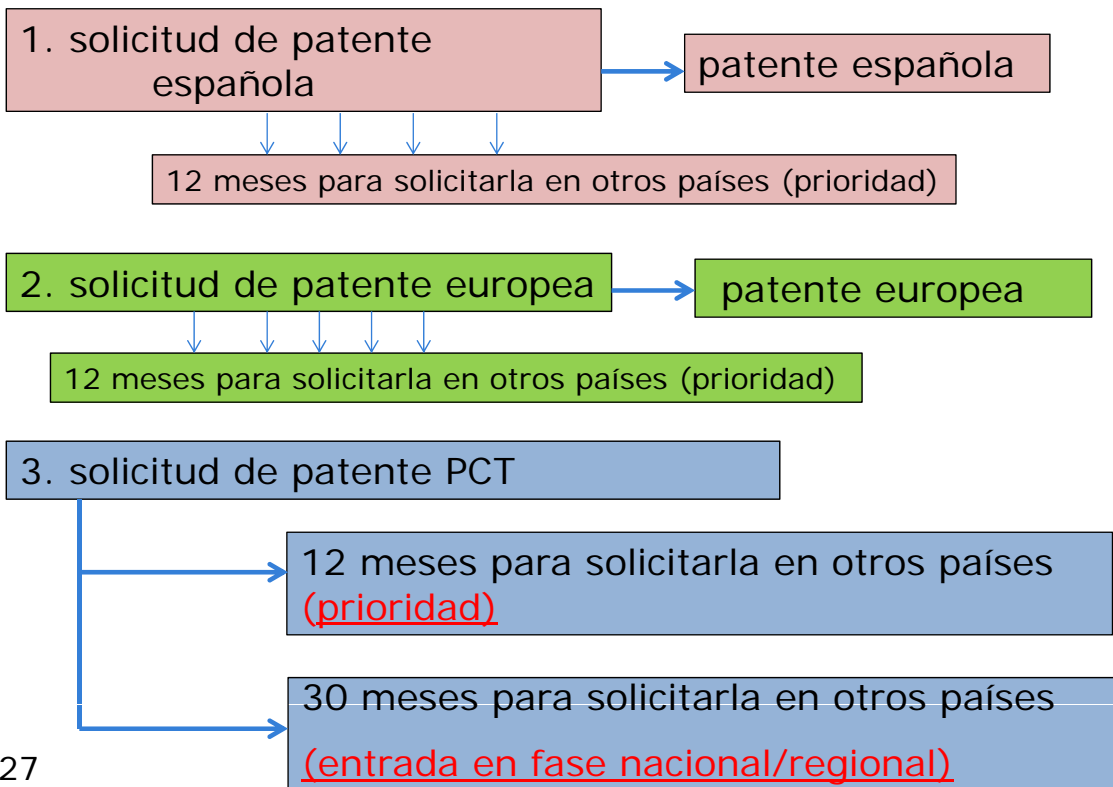 1. solicitud de patente
española
patente española
12 meses para solicitarla en otros países (prioridad)
2. solicitud de patente europea
patente europea
12 meses para solicitarla en otros países (prioridad)
3. solicitud de patente PCT
12 meses para solicitarla en otros países
(prioridad)
30 meses para solicitarla en otros países
(entrada en fase nacional/regional)
27